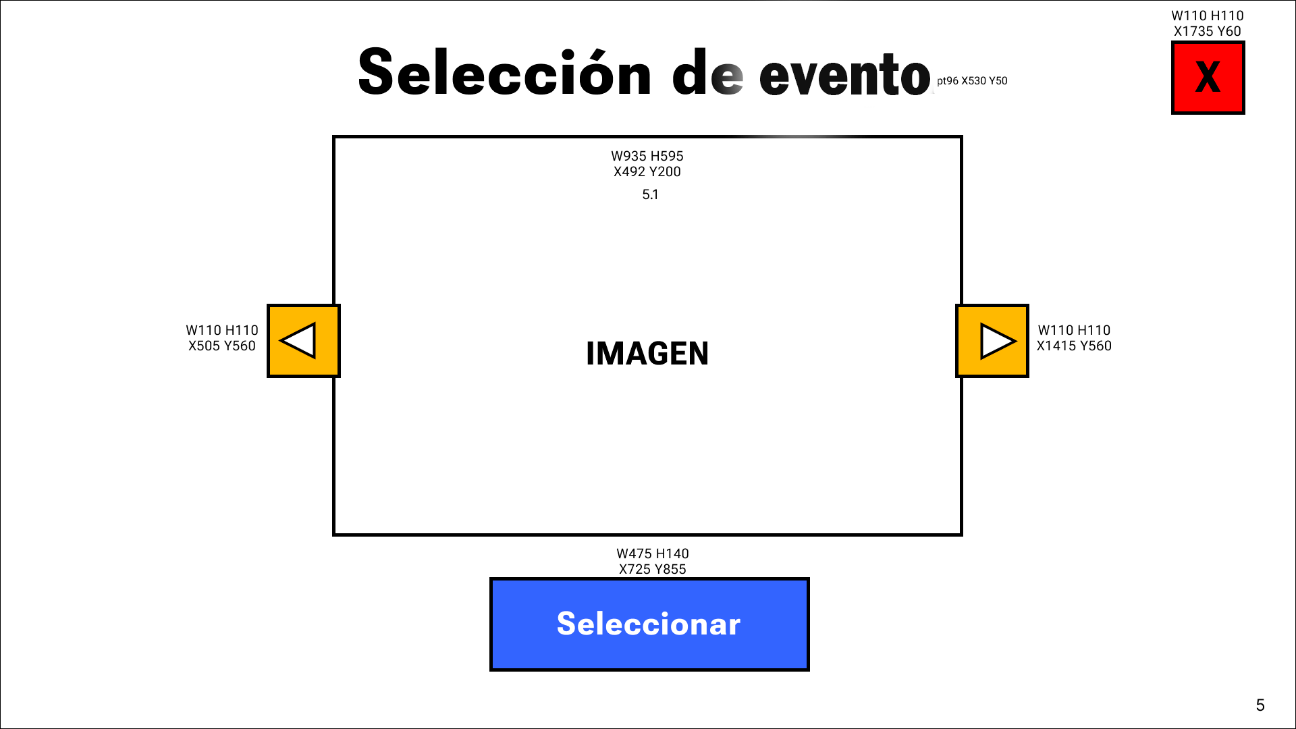 W110 H110
X1735 Y60
Selección de evento
pt96 X530 Y50
X
W935 H595
X492 Y200
5.1
W110 H110
X505 Y560
IMAGEN
W110 H110
X1415 Y560
W475 H140
X725 Y855
Seleccionar
5